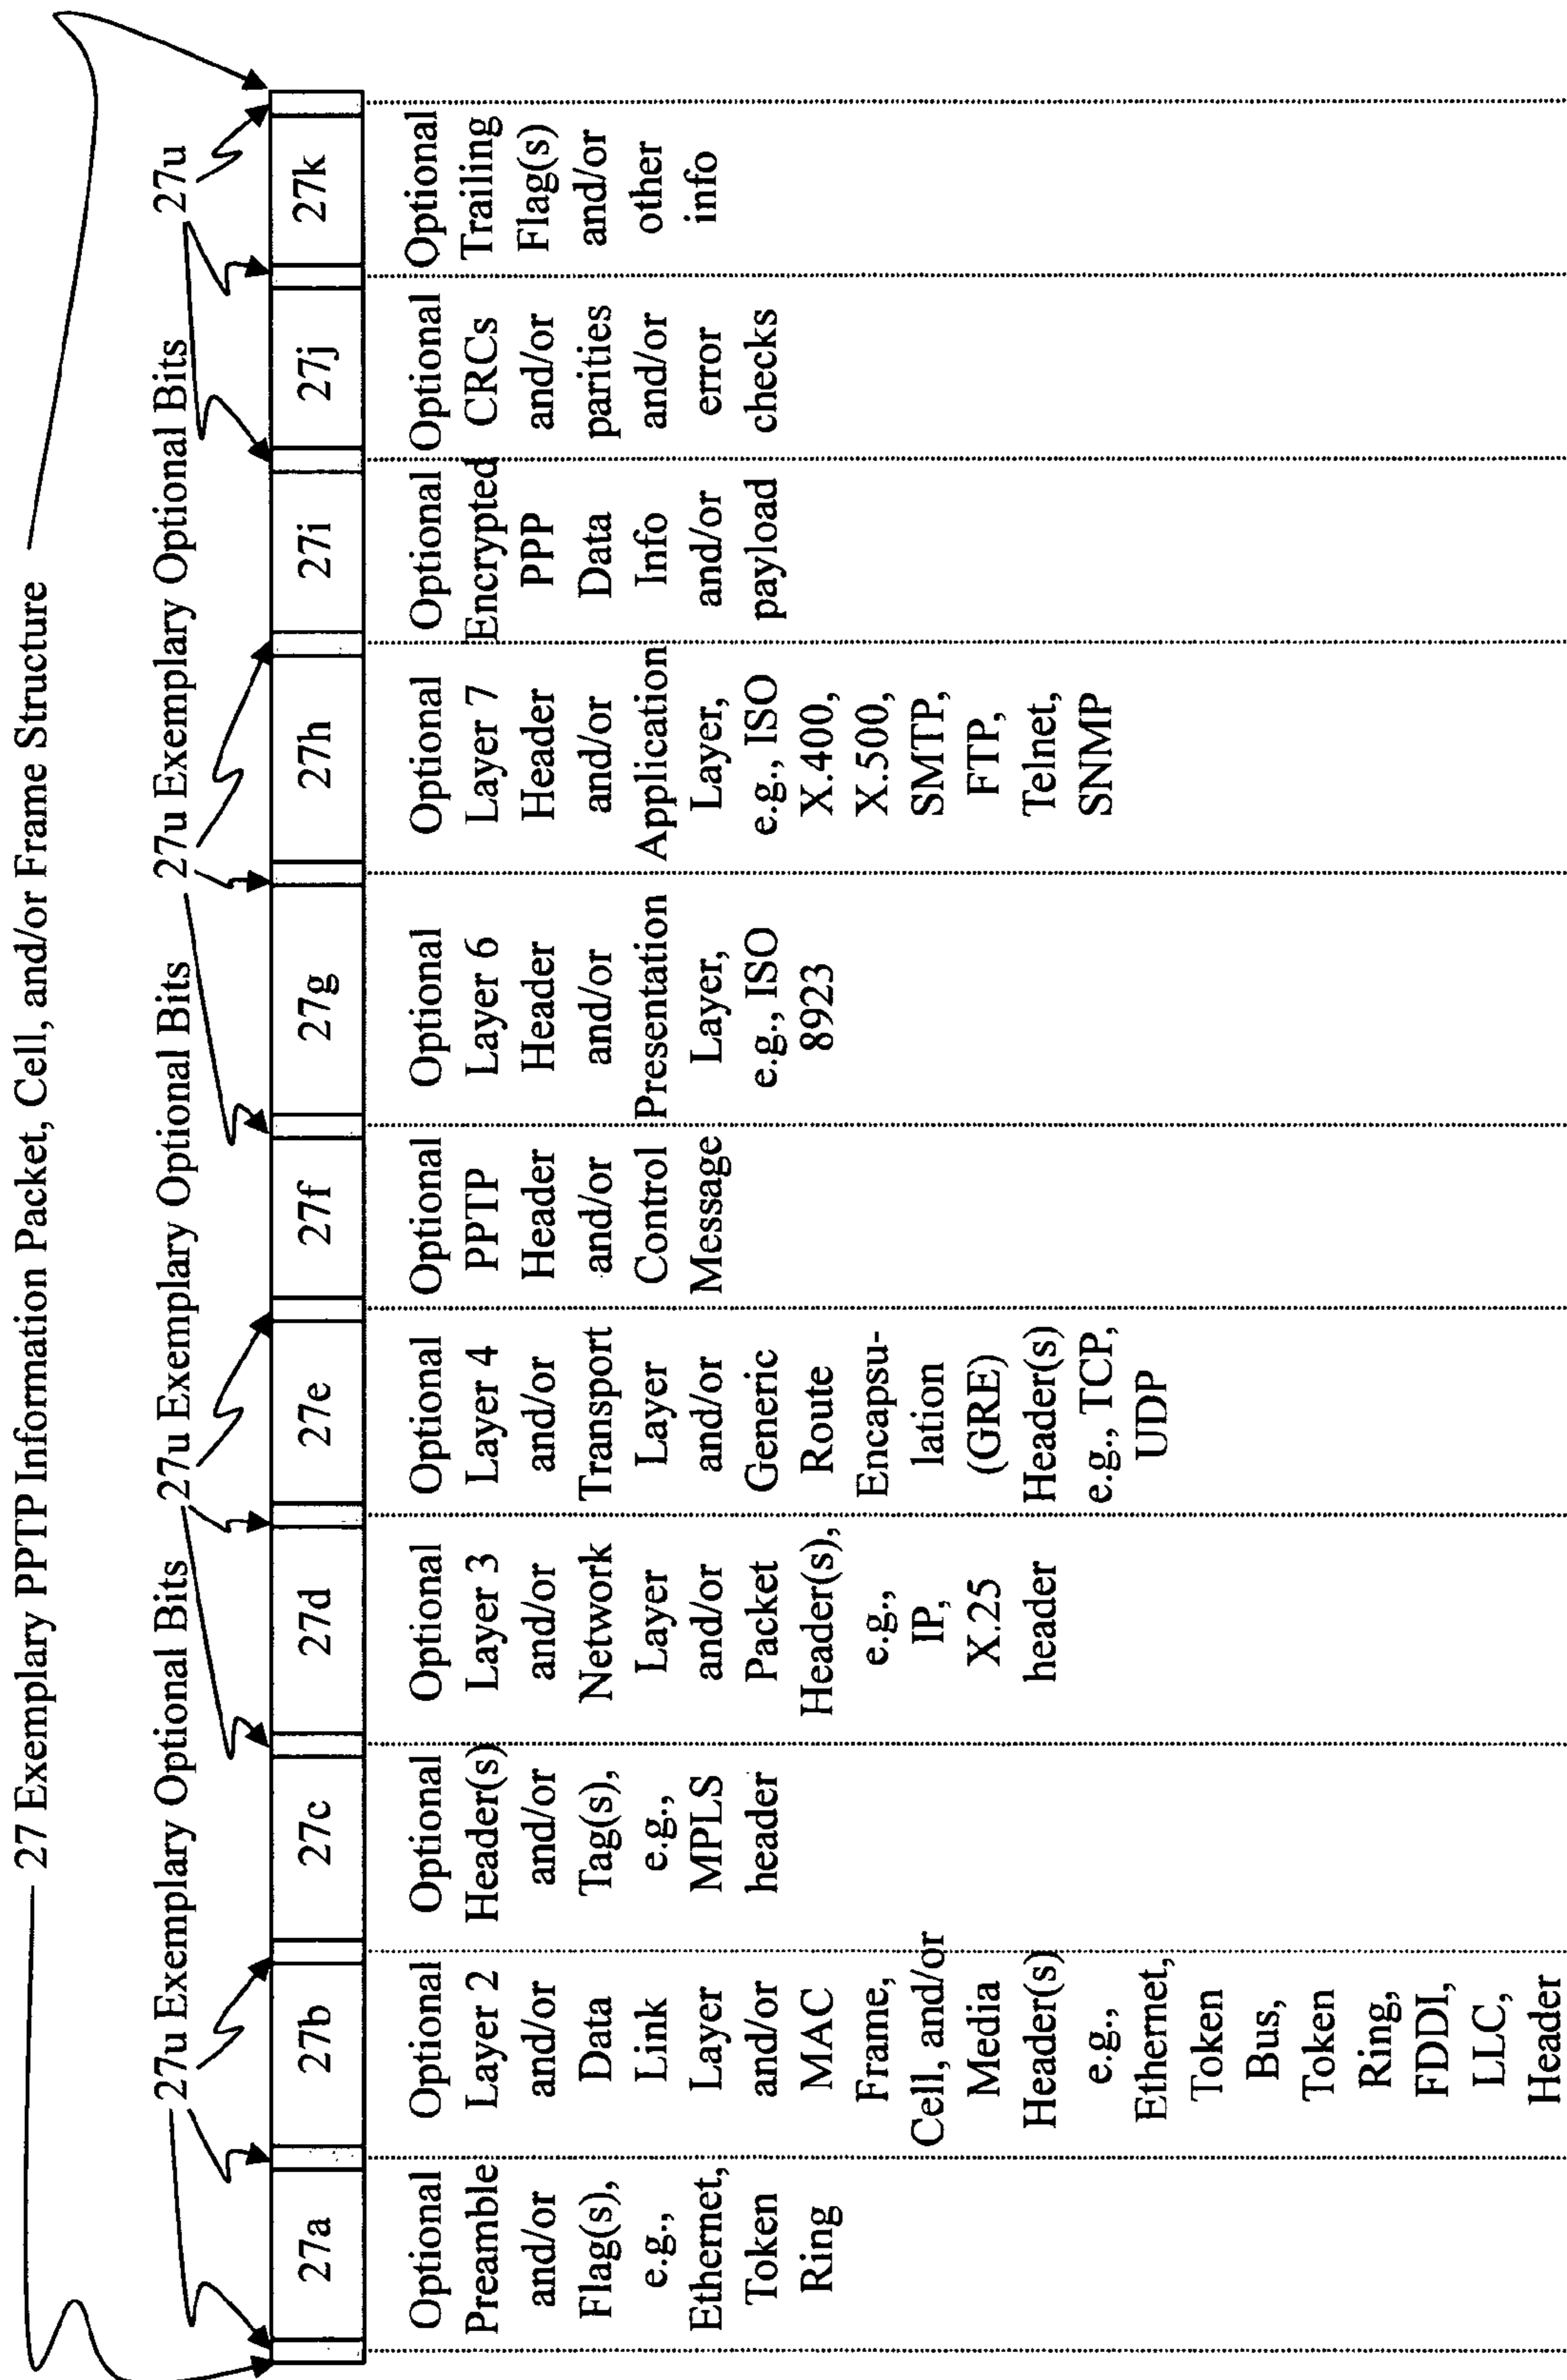 27 Exemplary PPTP Information Packet, Cell, and/or Frame Structure
27u Exemplary Optional Bits
27u Exemplary Optional Bits
27u Exemplary Optional Bits
27u
27a
27b
27c
27d
27e
27f
27g
27h
27i
27j
27k
Optional
Preamble
and/or
Flag(s),
e.g.,
Ethernet,
Token
Ring
Optional
Layer 2
and/or
Data
Link
Layer
and/or
MAC
Frame,
Cell, and/or
Media
Header(s)
e.g.,
Ethernet,
Token
Bus,
Token
Ring,
FDDI,
LLC,
Header
Optional
Header(s)
and/or
Tag(s),
e.g.,
MPLS
header
Optional
Layer 3
and/or
Network
Layer
and/or
Packet
Header(s),
e.g.,
IP,
X.25
header
Optional
Layer 4
and/or
Transport
Layer
and/or
Generic
Route
Encapsu-
lation
(GRE)
Header(s)
e.g., TCP,
UDP
Optional
PPTP
Header
and/or
Control
Message
Optional
Layer 6
Header
and/or
Presentation
Layer,
e.g., ISO
8923
Optional
Layer 7
Header
and/or
Application
Layer,
e.g., ISO
X.400,
X.500,
SMTP,
FTP,
Telnet,
SNMP
Optional
Encrypted
PPP
Data
Info
and/or
payload
Optional
CRCs
and/or
parities
and/or
error
checks
Optional
Trailing
Flag(s)
and/or
other
info